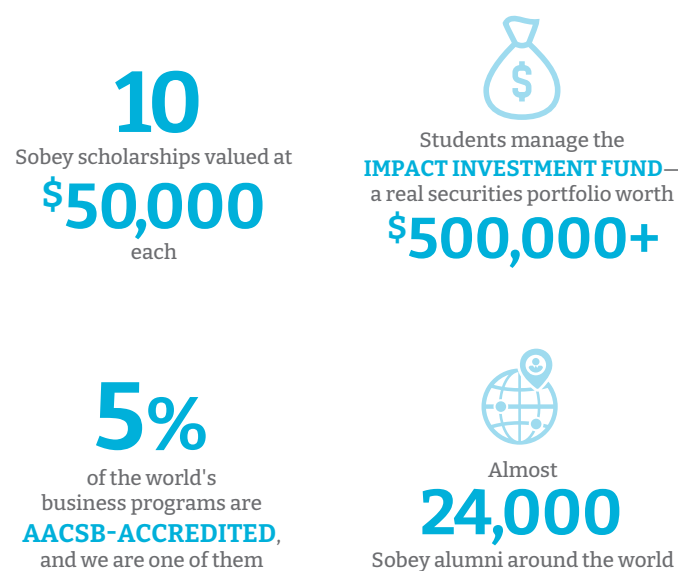 10
Sobey scholarships valued at
$50,000
each
$
Students manage the
IMPACT INVESTMENT FUND—
a real securities portfolio worth
$500,000+
5%
of the world's
business programs are
AACSB-ACCREDITED,
and we are one of them
Almost
24,000
Sobey alumni around the world